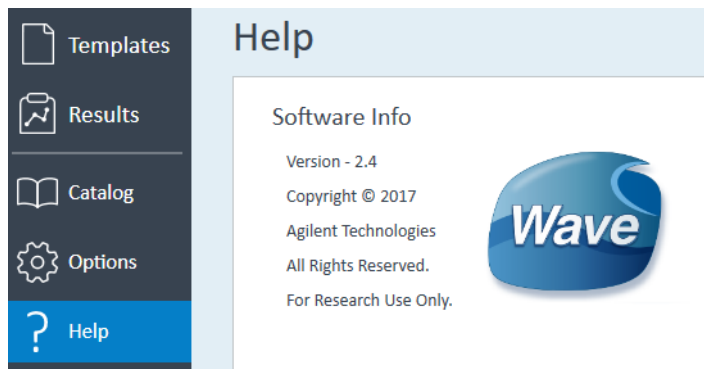 Templates
Results
Catalog
Options
Help
Help
Software Info
Version - 2.4
Copyright © 2017
Agilent Technologies
All Rights Reserved.
For Research Use Only.
Wave